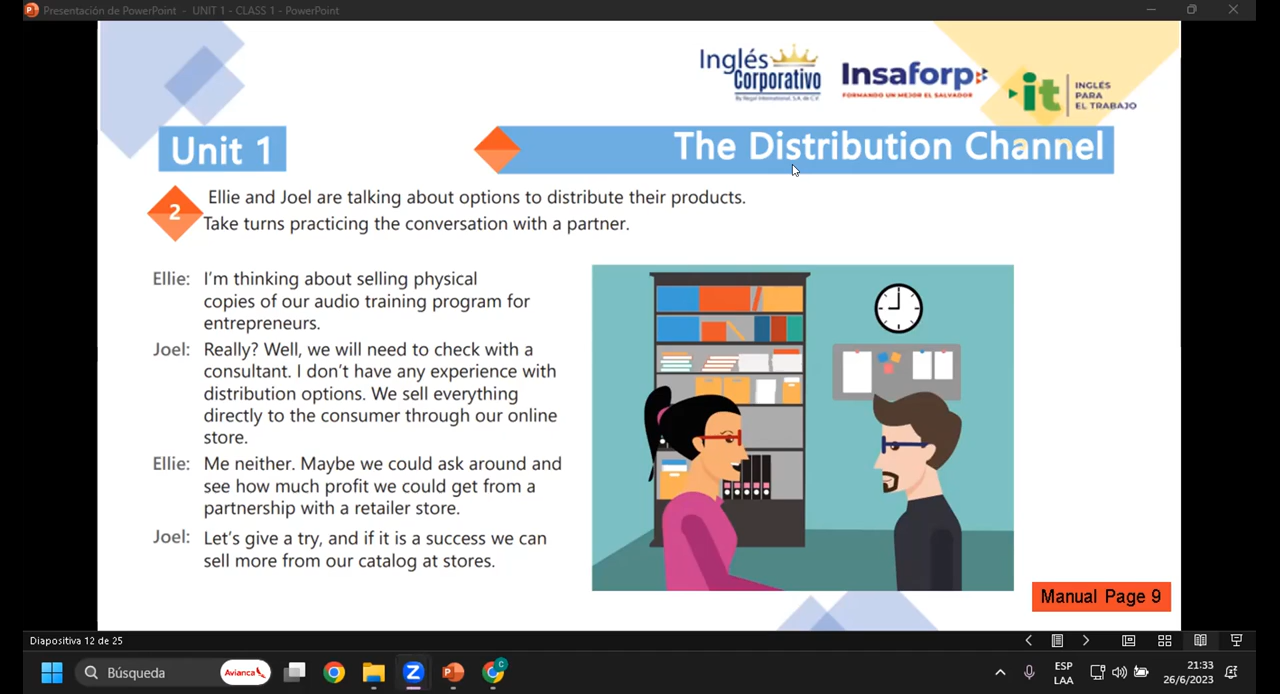 Presentación de PowerPoint - UNIT 1 - CLASS 1 - PowerPoint
Inglés
Corporativo
By Regal International, S.A. de C.V.
Insaforp
FORMANDO UN MEJOR EL SALVADOR
it
INGLÉS
PARA
EL TRABAJO
Unit 1
The Distribution Channel
2
Ellie and Joel are talking about options to distribute their products.
Take turns practicing the conversation with a partner.
Ellie: I'm thinking about selling physical
copies of our audio training program for
entrepreneurs.
Joel: Really? Well, we will need to check with a
consultant. I don't have any experience with
distribution options. We sell everything
directly to the consumer through our online
store.
Ellie: Me neither. Maybe we could ask around and
see how much profit we could get from a
partnership with a retailer store.
Joel: Let's give a try, and if it is a success we can
sell more from our catalog at stores.
Manual Page 9
Diapositiva 12 de 25
Búsqueda
Avianca
ESP
LAA
21:33
26/6/2023